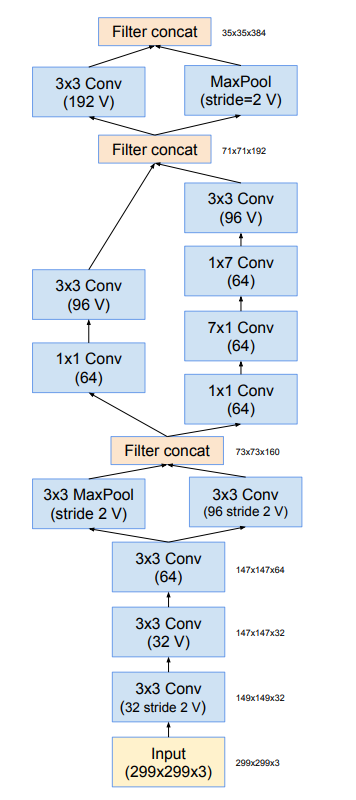 Filter concat
35x35x384
3x3 Conv
(192 V)
MaxPool
(stride=2 V)
Filter concat
71x71x192
3x3 Conv
(96 V)
1x7 Conv
(64)
3x3 Conv
(96 V)
7x1 Conv
(64)
1x1 Conv
(64)
1x1 Conv
(64)
Filter concat
73x73x160
3x3 MaxPool
(stride 2 V)
3x3 Conv
(96 stride 2 V)
3x3 Conv
(64)
147x147x64
3x3 Conv
(32 V)
147x147x32
3x3 Conv
(32 stride 2 V)
149x149x32
Input
(299x299x3)
299x299x3